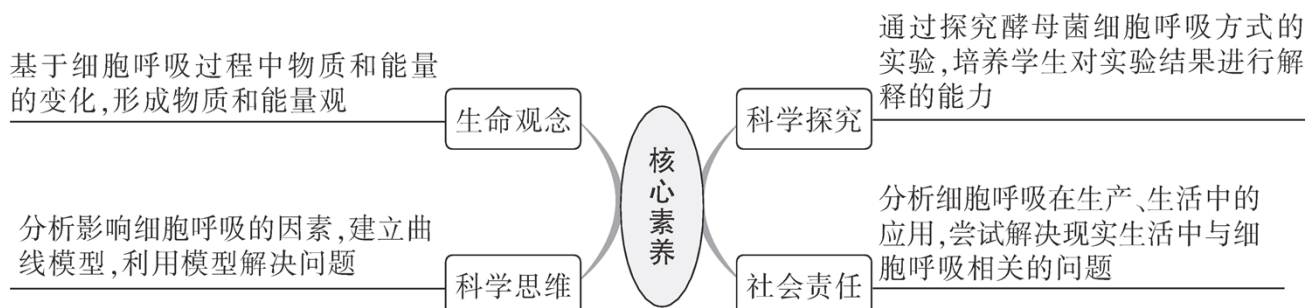 基于细胞呼吸过程中物质和能量
的变化,形成物质和能量观
生命观念
分析影响细胞呼吸的因素,建立曲
线模型,利用模型解决问题
科学思维
核心素养
通过探究酵母菌细胞呼吸方式的
实验,培养学生对实验结果进行解
释的能力
科学探究
分析细胞呼吸在生产、生活中的
应用,尝试解决现实生活中与细
胞呼吸相关的问题
社会责任